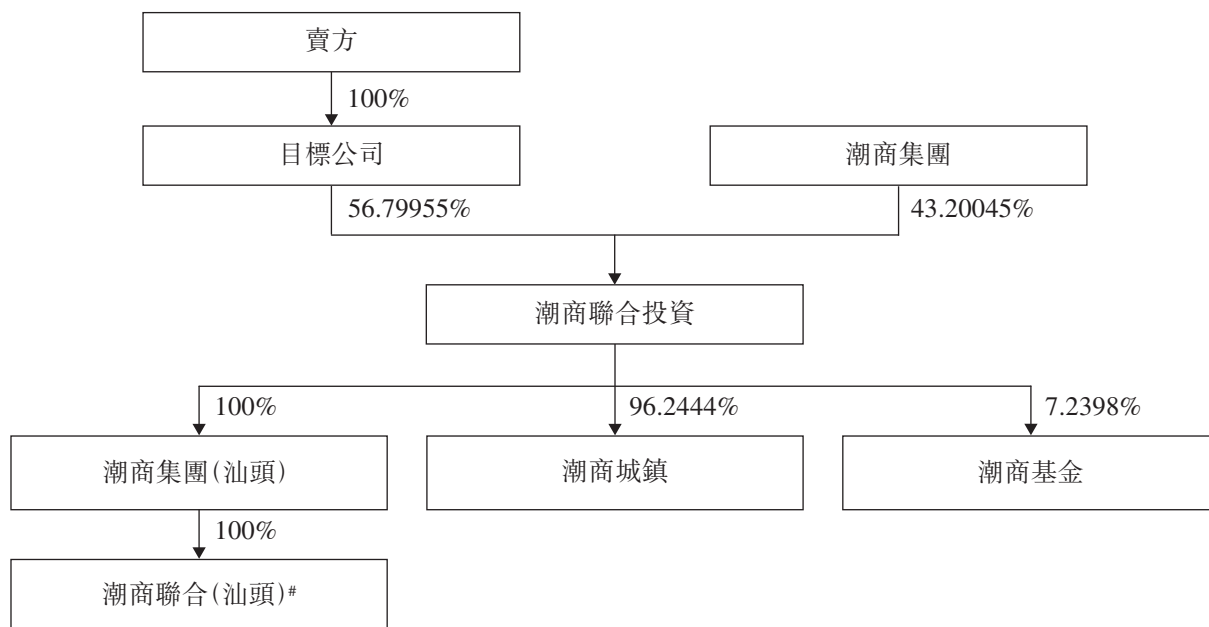 賣方
100%
目標公司
潮商集團
56.79955%
43.20045%
潮商聯合投資
100%
96.2444%
7.2398%
潮商集團(汕頭)
潮商城鎮
潮商基金
100%
潮商聯合(汕頭)#